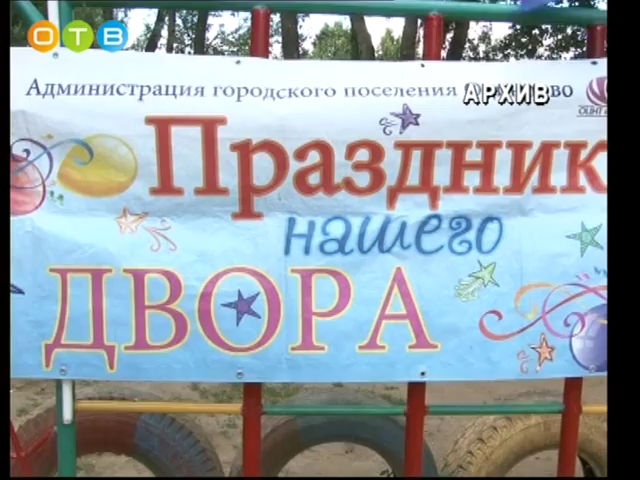 ОТВ
Администрация городского поселения
АРХИВ
Праздник
нашего
ДВОРА